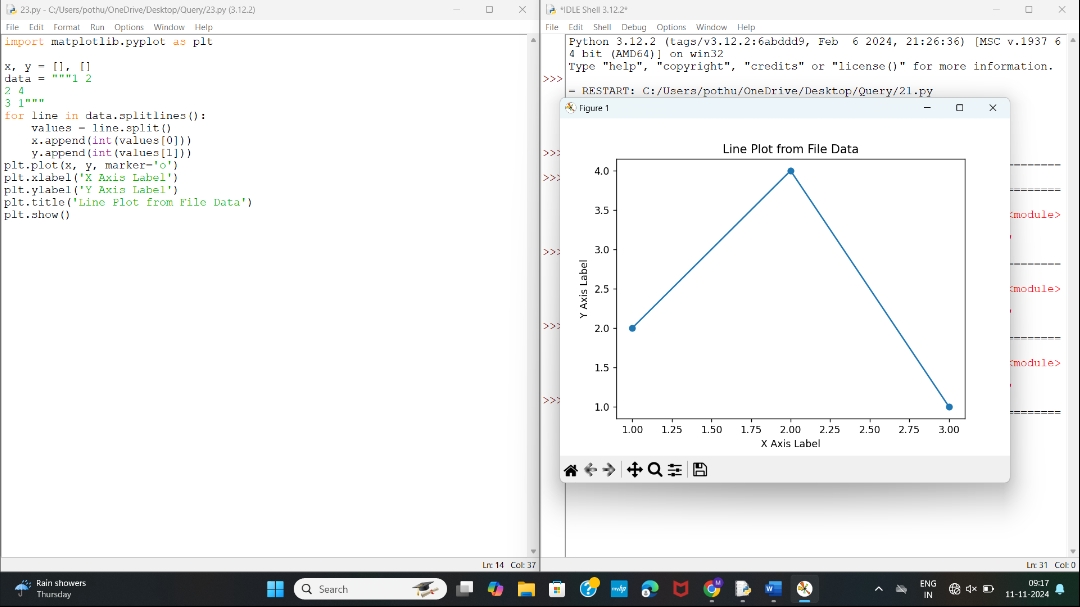 23.py - C:/Users/pothu/OneDrive/Desktop/Query/23.py (3.12.2)
File Edit Format Run Options Window Help
import matplotlib.pyplot as plt
x, y = [], []
data = """1 2
2 4
3 1"""
for line in data.splitlines():
    values = line.split()
    x.append(int(values[0]))
    y.append(int(values[1]))
plt.plot(x, y, marker='o')
plt.xlabel('X Axis Label')
plt.ylabel('Y Axis Label')
plt.title('Line Plot from File Data')
plt.show()
Ln: 14 Col: 37
*IDLE Shell 3.12.2*
File Edit Shell Debug Options Window Help
Python 3.12.2 (tags/v3.12.2:6abddd9, Feb  6 2024, 21:26:36) [MSC v.1937 6
4 bit (AMD64)] on win32
Type "help", "copyright", "credits" or "license()" for more information.
>>>
= RESTART: C:/Users/pothu/OneDrive/Desktop/Query/21.py
>>>
==========
>>>
==========
<module>
>>>
==========
<module>
>>>
==========
<module>
>>>
==========
Figure 1
Line Plot from File Data
4.0
3.5
3.0
2.5
2.0
1.5
1.0
Y Axis Label
1.00 1.25 1.50 1.75 2.00 2.25 2.50 2.75 3.00
X Axis Label
Ln: 31 Col: 0
Rain showers
Thursday
Search
ENG
IN
09:17
11-11-2024